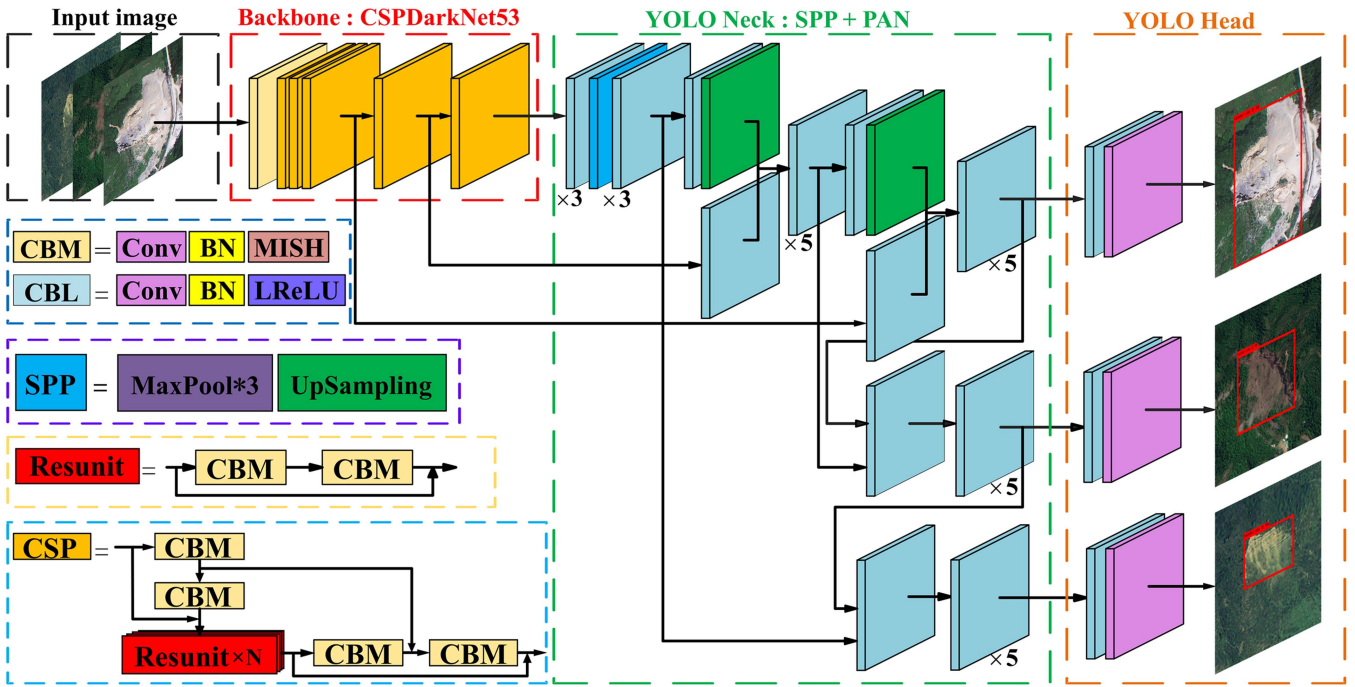 Input image
Backbone : CSPDarkNet53
YOLO Neck : SPP + PAN
YOLO Head
×3
×3
×5
×5
×5
×5
CBM = Conv BN MISH
CBL = Conv BN LReLU
SPP = MaxPool*3 UpSampling
Resunit = CBM CBM
CSP = CBM
CBM
Resunit×N CBM CBM